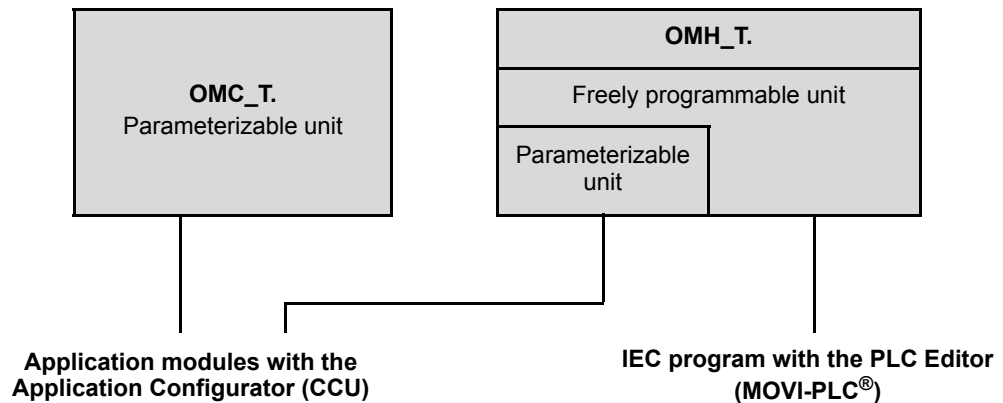 OMC_T.
Parameterizable unit
OMH_T.
Freely programmable unit
Parameterizable
unit
Application modules with the
Application Configurator (CCU)
IEC program with the PLC Editor
(MOVI-PLC®)